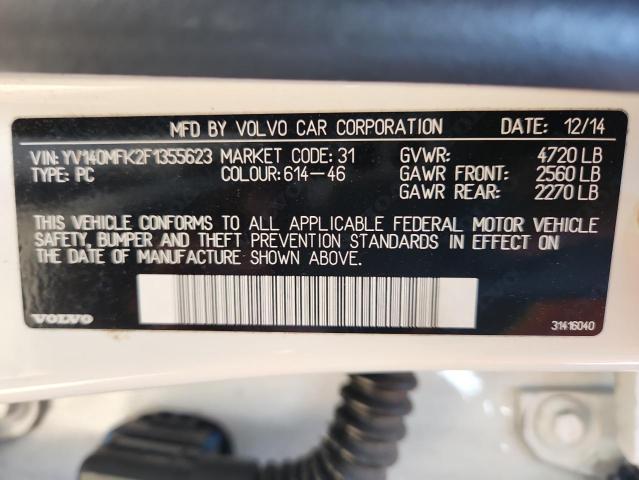 MFD BY VOLVO CAR CORPORATION DATE: 12/14
VIN: YV140MFK2F1355623 MARKET CODE: 31 GVWR: 4720 LB
TYPE: PC COLOUR: 614-46 GAWR FRONT: 2560 LB
GAWR REAR: 2270 LB
THIS VEHICLE CONFORMS TO ALL APPLICABLE FEDERAL MOTOR VEHICLE
SAFETY, BUMPER AND THEFT PREVENTION STANDARDS IN EFFECT ON
THE DATE OF MANUFACTURE SHOWN ABOVE.
VOLVO 31416040